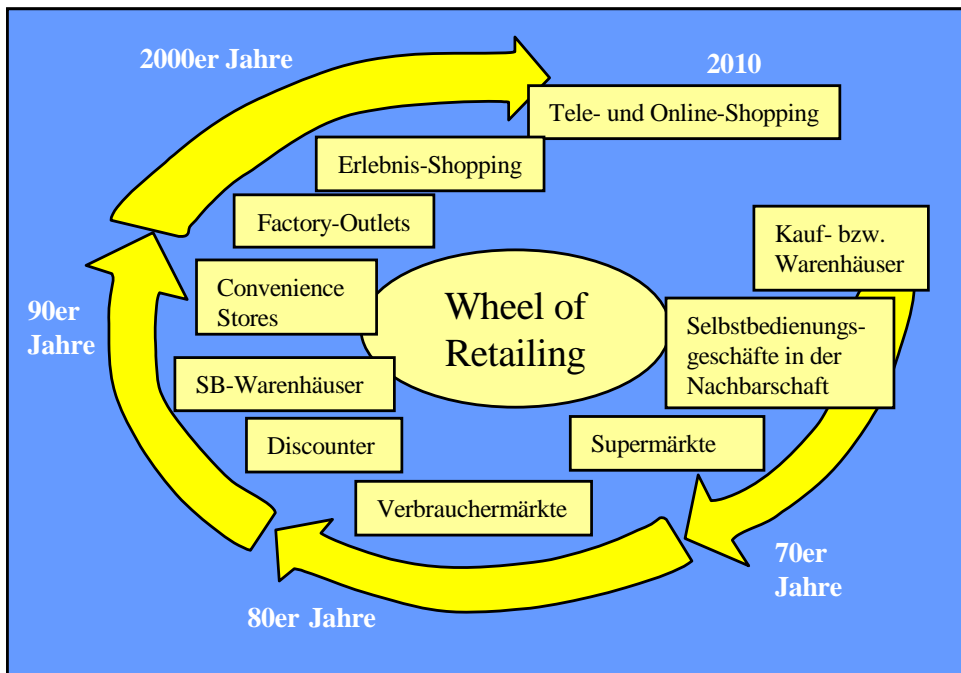 2000er Jahre
2010
Tele- und Online-Shopping
Erlebnis-Shopping
Factory-Outlets
Kauf- bzw.
Warenhäuser
Convenience
Stores
90er
Jahre
Wheel of
Retailing
Selbstbedienungs-
geschäfte in der
Nachbarschaft
SB-Warenhäuser
Discounter
Supermärkte
Verbrauchermärkte
70er
Jahre
80er Jahre